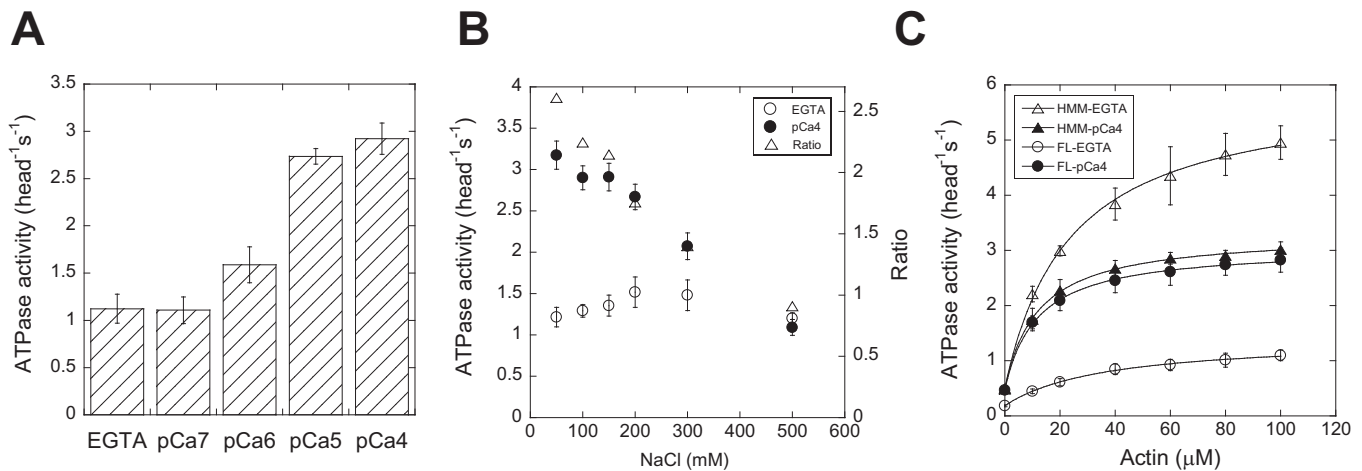 A
ATPase activity (head⁻¹s⁻¹)
3.5
3
2.5
2
1.5
1
0.5
0
EGTA pCa7 pCa6 pCa5 pCa4
B
ATPase activity (head⁻¹s⁻¹)
4
3.5
3
2.5
2
1.5
1
0.5
0
EGTA
pCa4
Ratio
2.5
2
1.5
1
0.5
0
Ratio
0 100 200 300 400 500 600
NaCl (mM)
C
ATPase activity (head⁻¹s⁻¹)
6
5
4
3
2
1
0
HMM-EGTA
HMM-pCa4
FL-EGTA
FL-pCa4
0 20 40 60 80 100 120
Actin (μM)